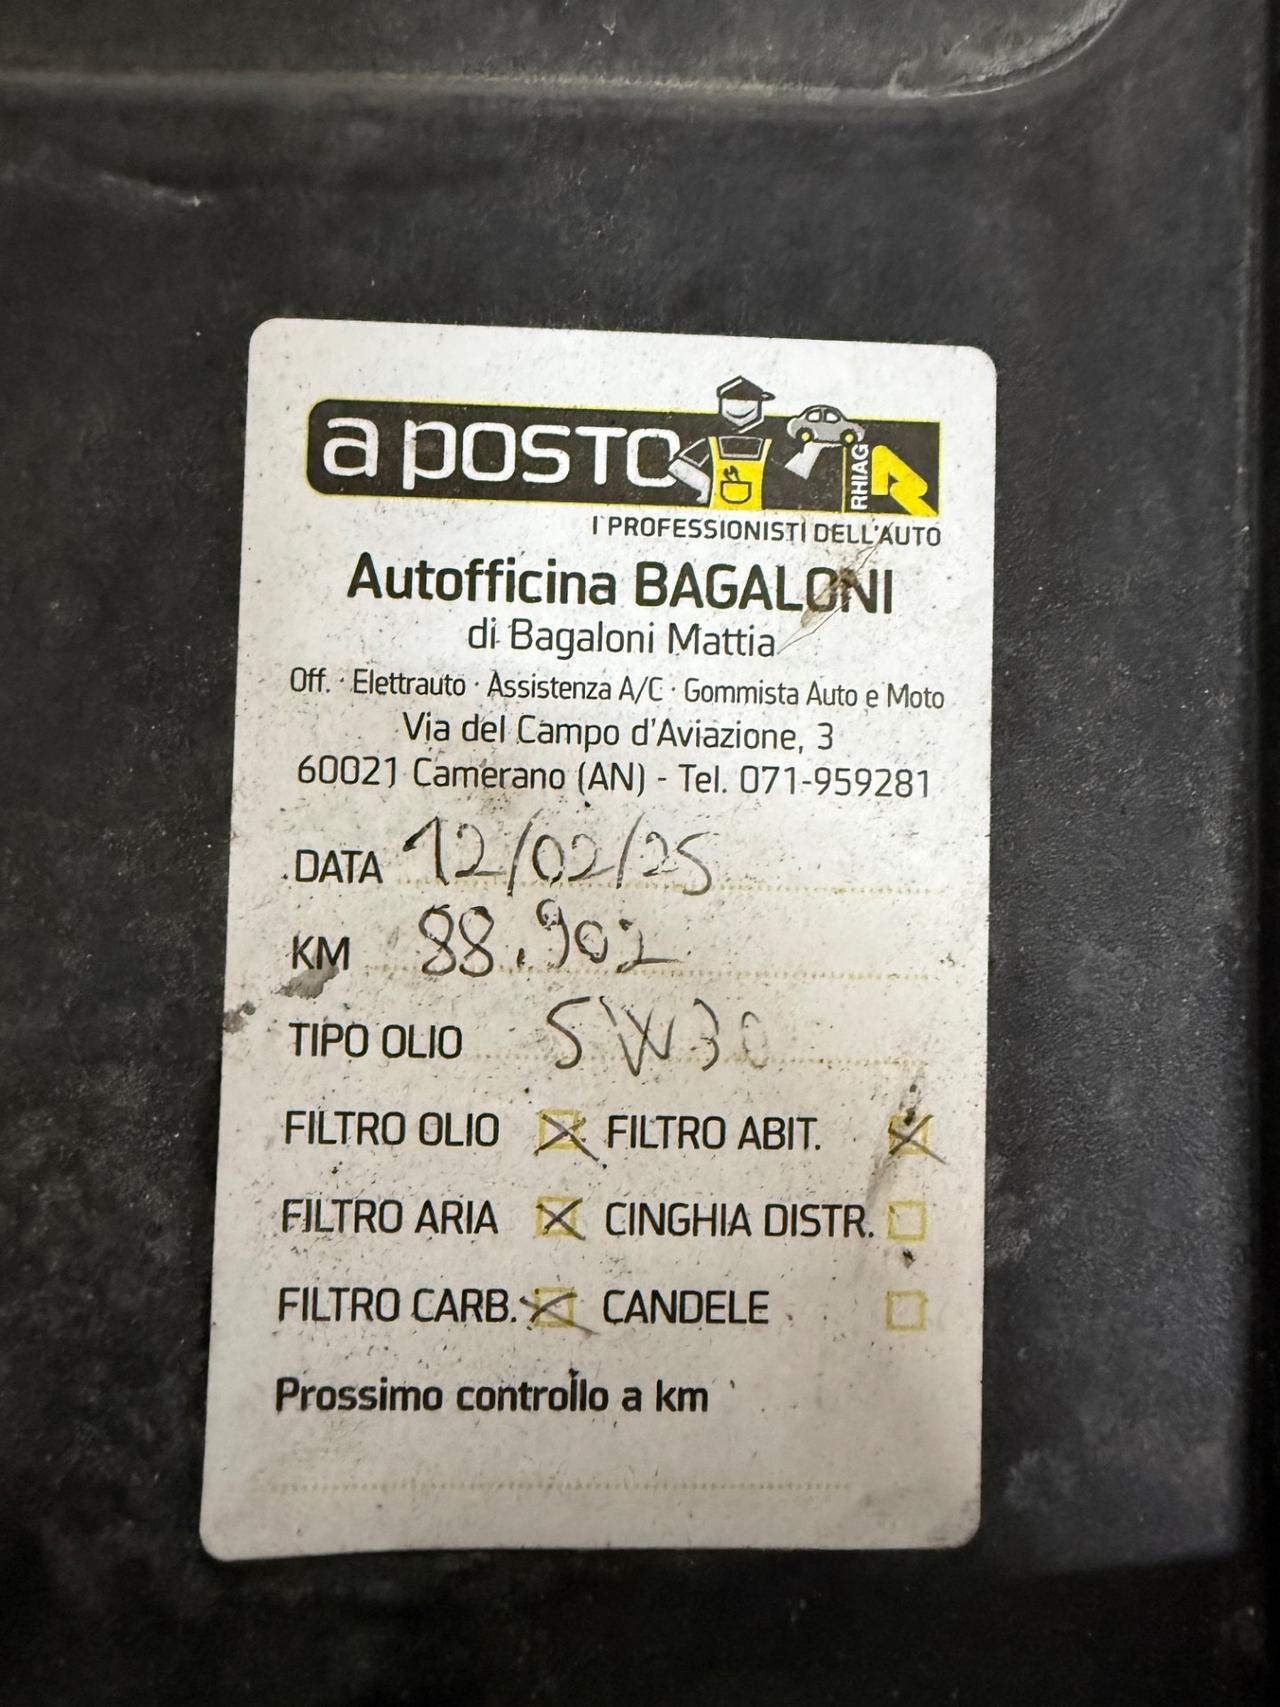 a posto
RHIAG
I PROFESSIONISTI DELL'AUTO
Autofficina BAGALONI
di Bagaloni Mattia
Off. · Elettrauto · Assistenza A/C · Gommista Auto e Moto
Via del Campo d'Aviazione, 3
60021 Camerano (AN) - Tel. 071-959281
DATA 12/02/25
KM 88.902
TIPO OLIO 5W30
FILTRO OLIO FILTRO ABIT.
FILTRO ARIA CINGHIA DISTR.
FILTRO CARB. CANDELE
Prossimo controllo a km